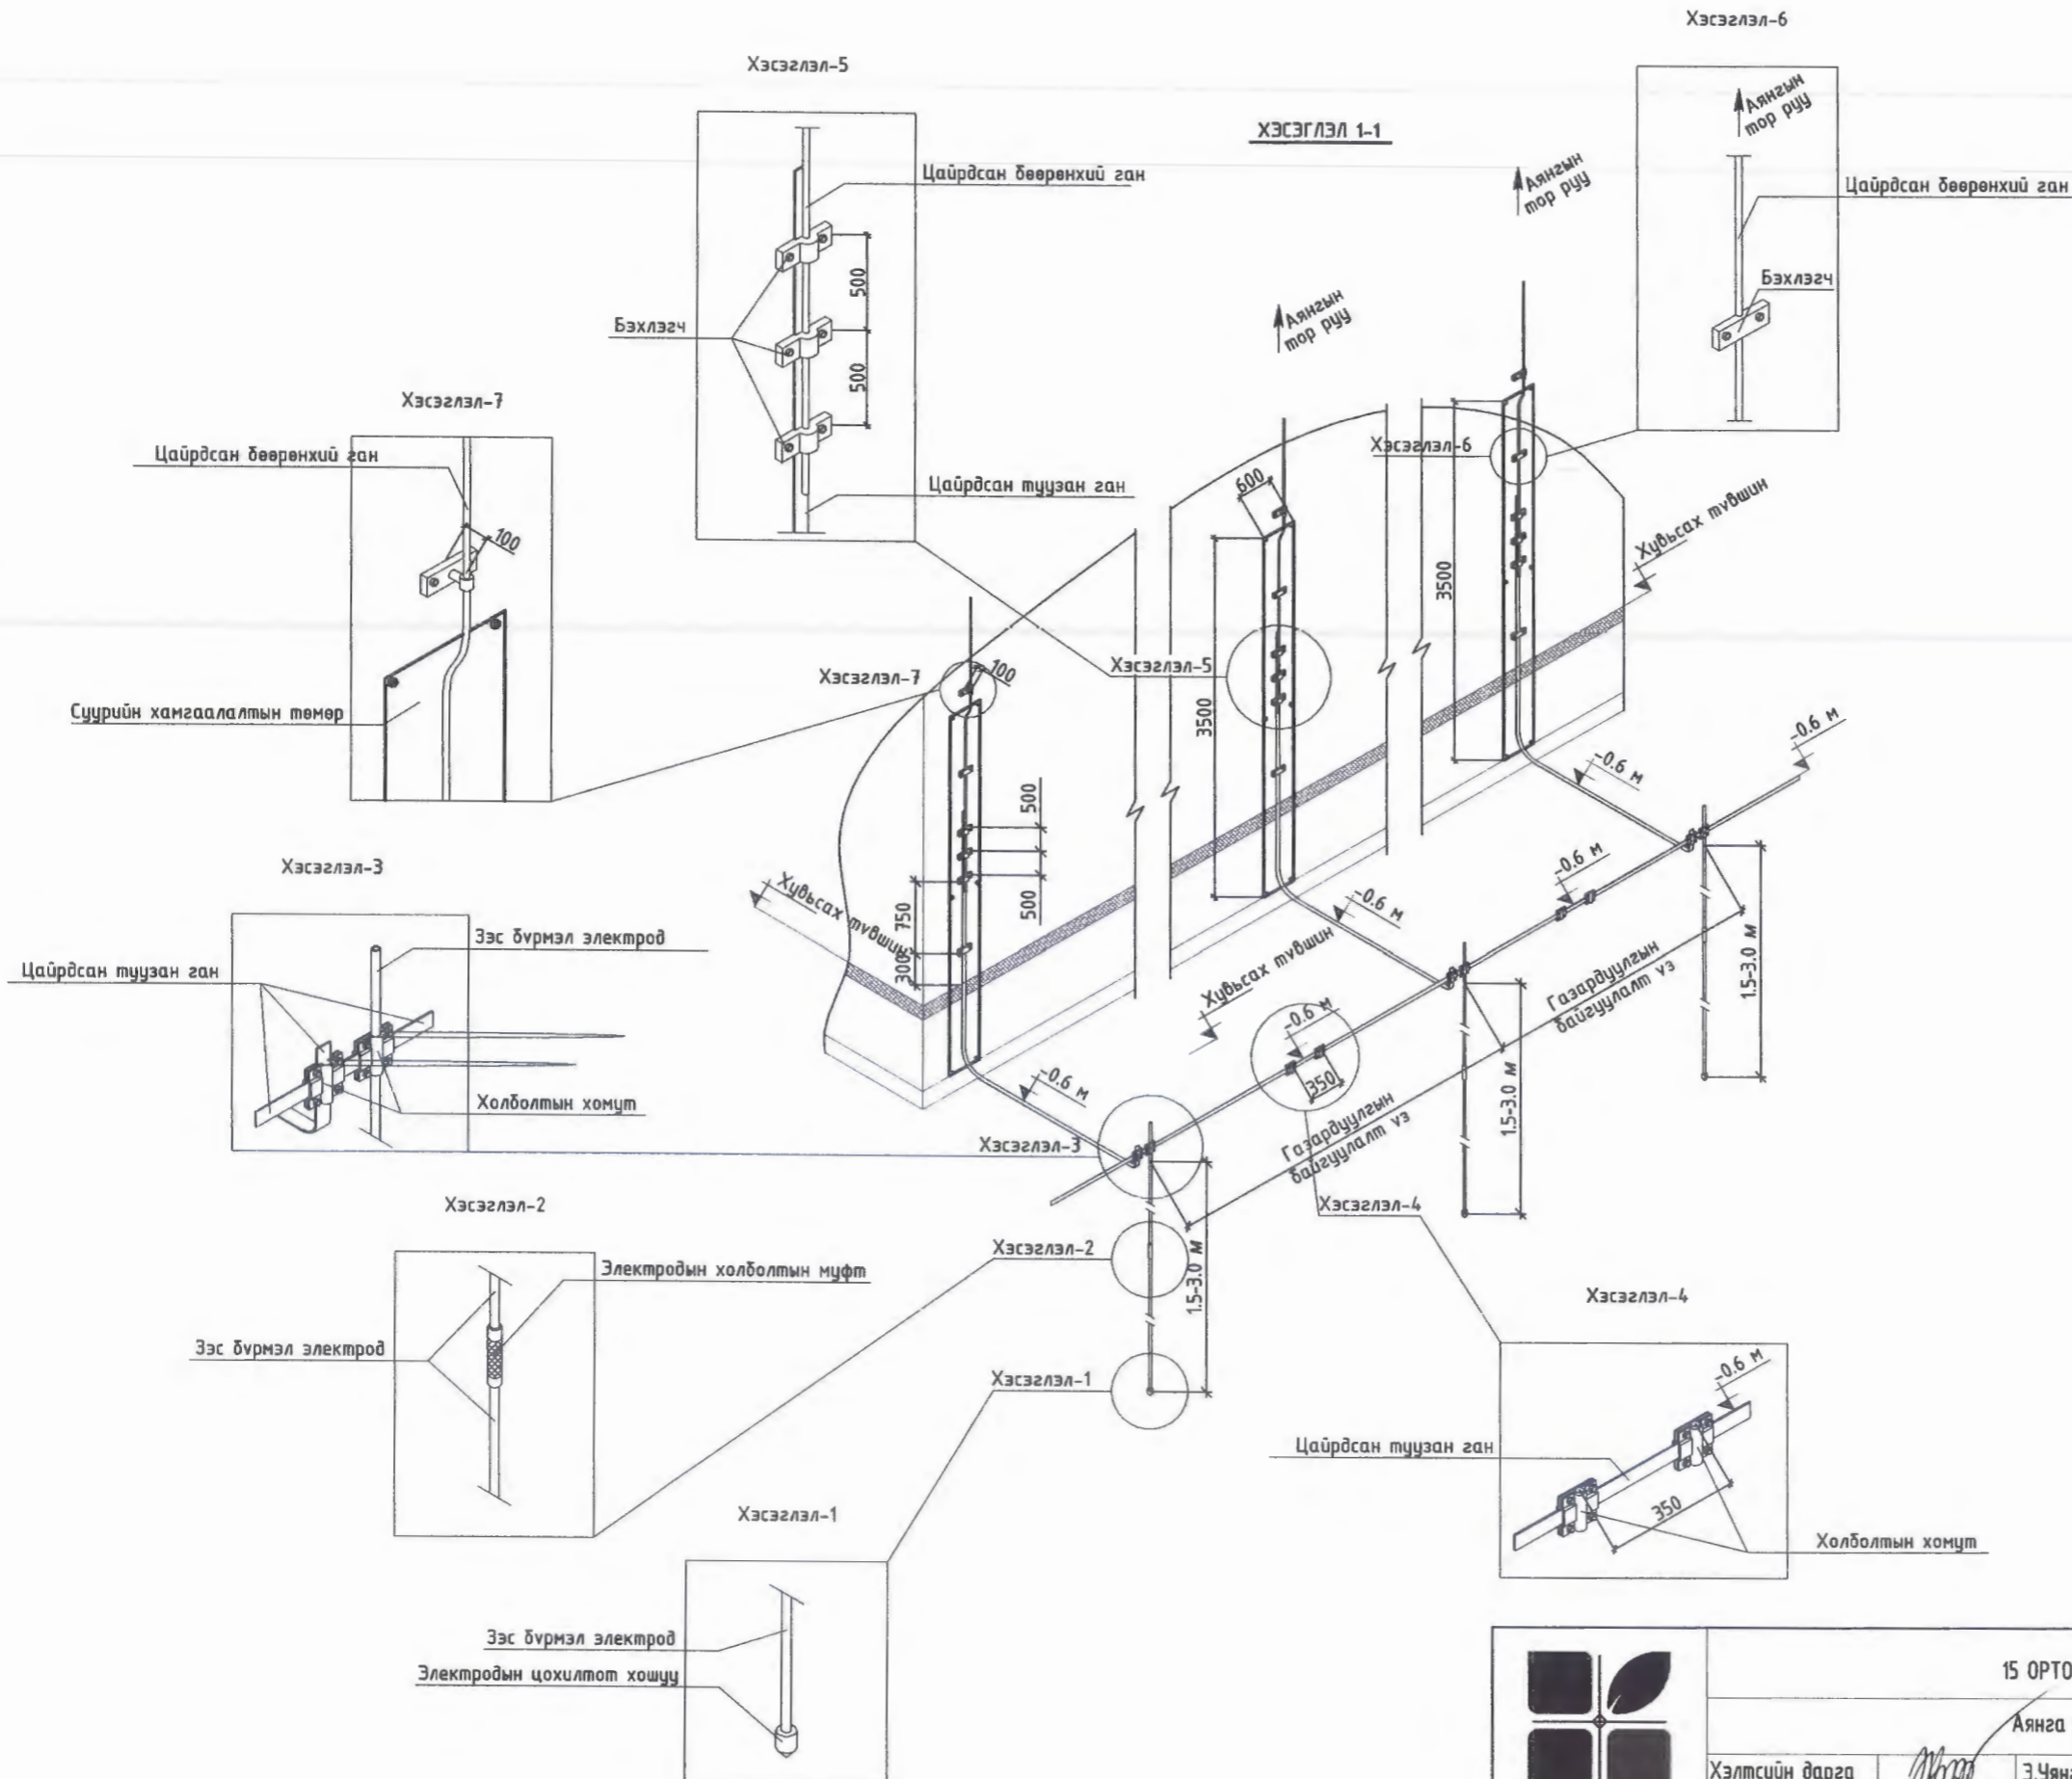 Хэсэглэл-6
Аянгын
тор руу
Цайрдсан бөөрөнхий ган
Бэхлэгч
Хэсэглэл-5
Цайрдсан бөөрөнхий ган
500
Бэхлэгч
500
Цайрдсан туузан ган
ХЭСЭГЛЭЛ 1-1
Аянгын
тор руу
Аянгын
тор руу
Хэсэглэл-7
Цайрдсан бөөрөнхий ган
100
Суурийн хамгаалалтын төмөр
Хэсэглэл-6
600
3500
Хувьсах түвшин
Хэсэглэл-5
Хэсэглэл-7
100
3500
-0.6 м
-0.6 м
500
500
750
300
Хувьсах түвшин
-0.6 м
-0.6 м
Хувьсах түвшин
-0.6 м
350
-0.6 м
Газардуулгын
байгуулалт үз
1.5-3.0 м
Газардуулгын
байгуулалт үз
1.5-3.0 м
Хэсэглэл-3
Зэс бүрмэл электрод
Цайрдсан туузан ган
Холболтын хомут
Хэсэглэл-3
Хэсэглэл-4
Хэсэглэл-2
1.5-3.0 м
Хэсэглэл-1
Хэсэглэл-2
Электродын холболтын муфт
Зэс бүрмэл электрод
Хэсэглэл-4
-0.6 м
Цайрдсан туузан ган
350
Холболтын хомут
Хэсэглэл-1
Зэс бүрмэл электрод
Электродын цохилтот хошуу
15 ОРТО
Аянга
Хэлтсийн дарга